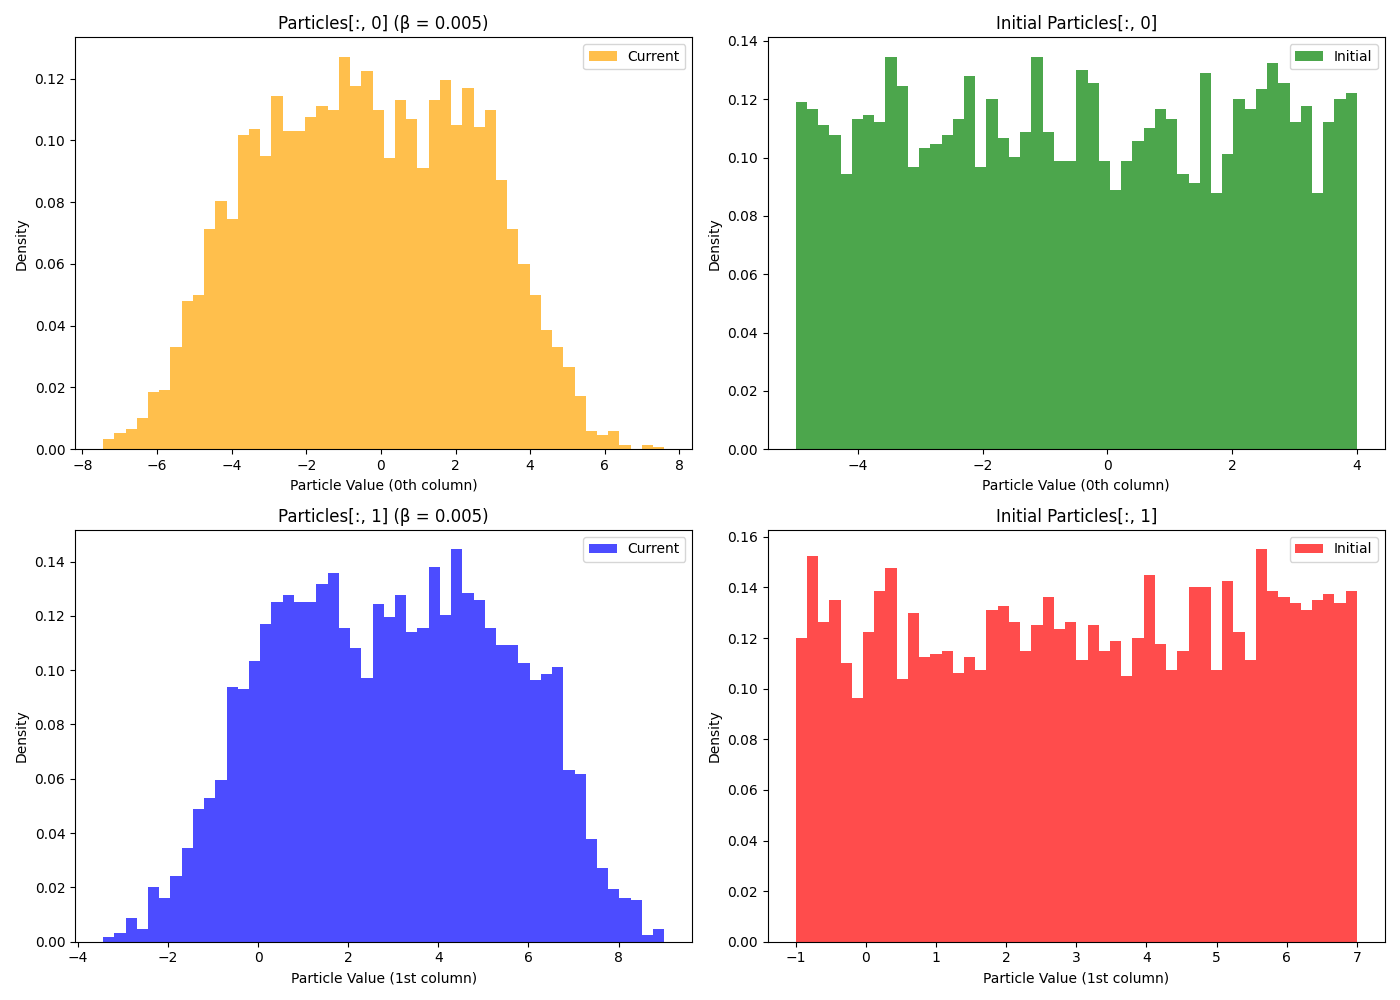 Particles[:, 0] (β = 0.005)
Current
0.12
0.10
0.08
0.06
0.04
0.02
0.00
Density
−8 −6 −4 −2 0 2 4 6 8
Particle Value (0th column)
Initial Particles[:, 0]
Initial
0.14
0.12
0.10
0.08
0.06
0.04
0.02
0.00
Density
−4 −2 0 2 4
Particle Value (0th column)
Particles[:, 1] (β = 0.005)
Current
0.14
0.12
0.10
0.08
0.06
0.04
0.02
0.00
Density
−4 −2 0 2 4 6 8
Particle Value (1st column)
Initial Particles[:, 1]
Initial
0.16
0.14
0.12
0.10
0.08
0.06
0.04
0.02
0.00
Density
−1 0 1 2 3 4 5 6 7
Particle Value (1st column)